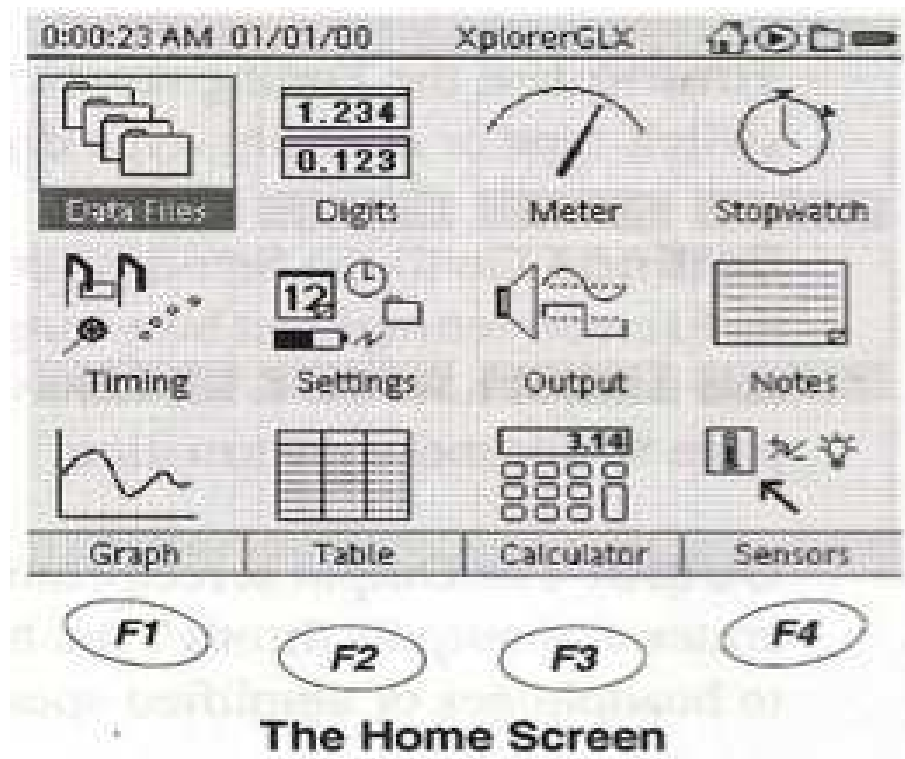 0:00:23 AM 01/01/00 XplorerGLX
1.234
0.123
Data Files Digits Meter Stopwatch
12
Timing Settings Output Notes
3.14
Graph Table Calculator Sensors
F1 F2 F3 F4
The Home Screen